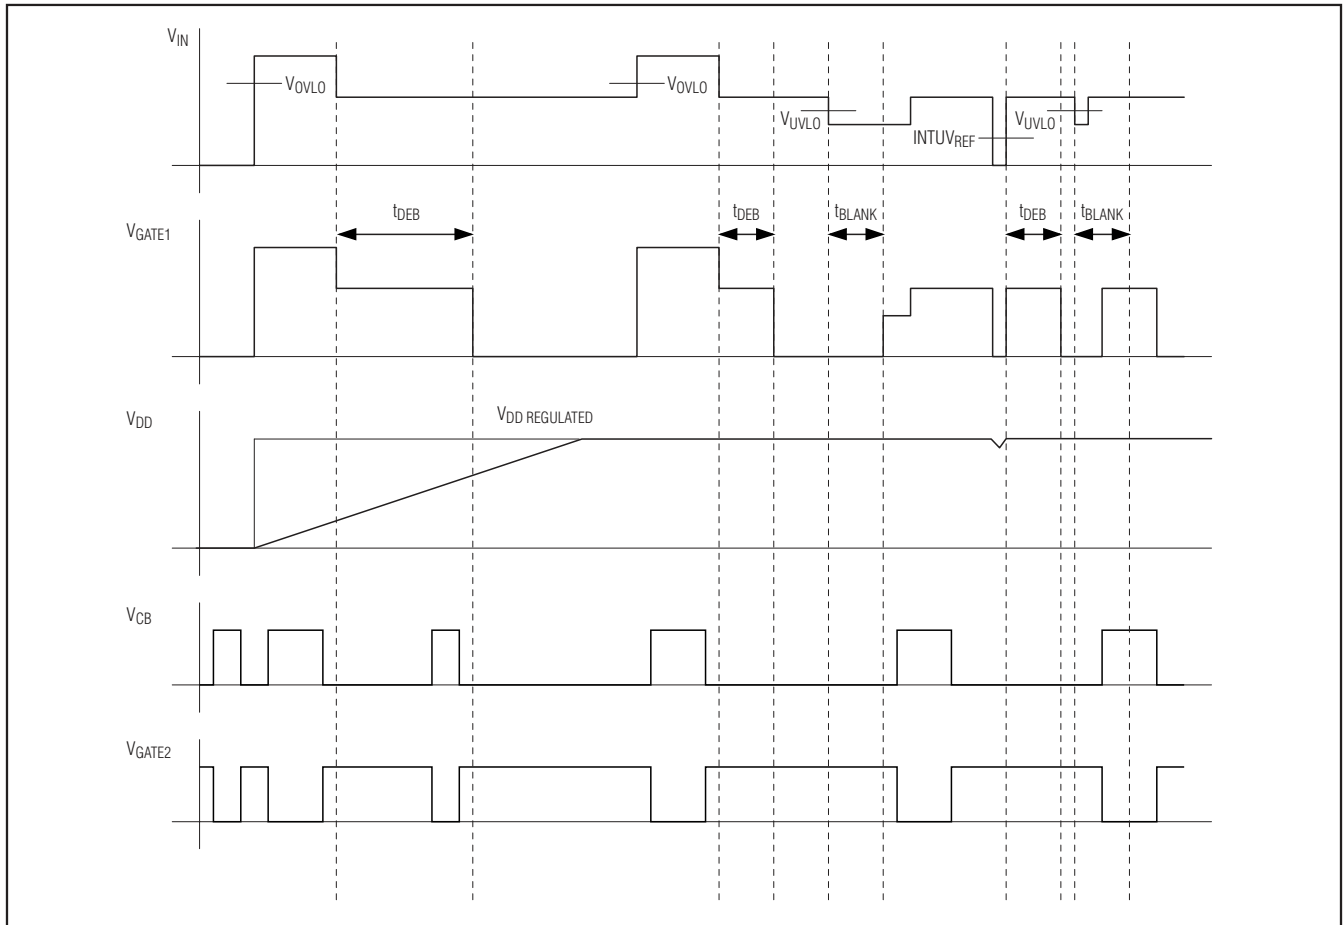 V_IN
V_OVLO
V_OVLO
V_UVLO
INTUV_REF
V_UVLO
V_GATE1
t_DEB
t_DEB
t_BLANK
t_DEB
t_BLANK
V_DD
V_DD REGULATED
V_CB
V_GATE2